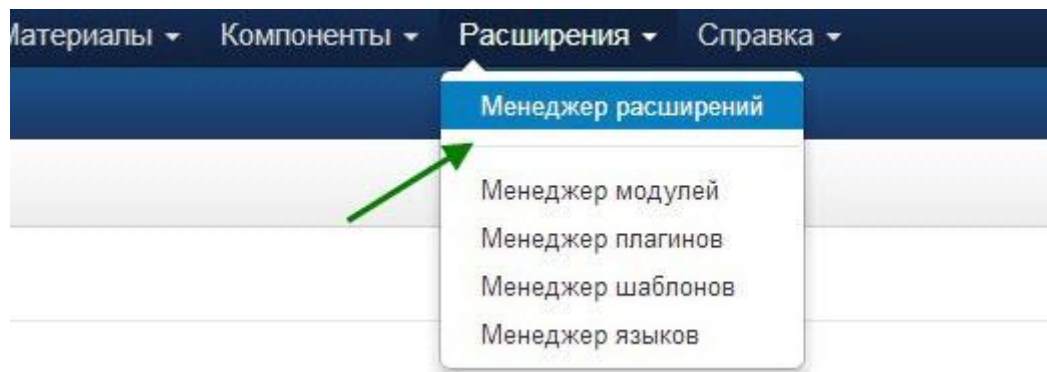 Материалы Компоненты Расширения Справка
Менеджер расширений
Менеджер модулей
Менеджер плагинов
Менеджер шаблонов
Менеджер языков